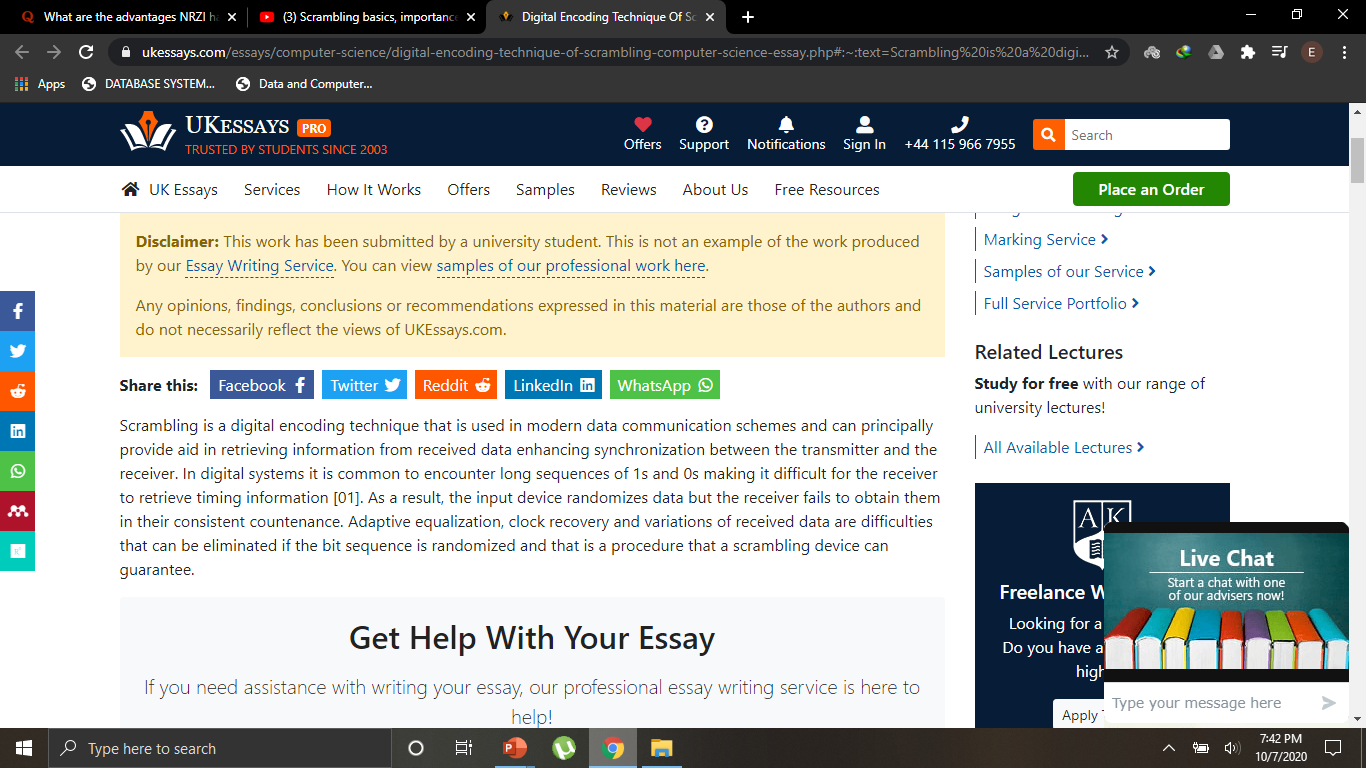 What are the advantages NRZI ha
(3) Scrambling basics, importance
Digital Encoding Technique Of Sc
ukessays.com/essays/computer-science/digital-encoding-technique-of-scrambling-computer-science-essay.php#:~:text=Scrambling%20is%20a%20digi...
E
Apps
DATABASE SYSTEM...
Data and Computer...
UKESSAYS PRO
TRUSTED BY STUDENTS SINCE 2003
Offers
Support
Notifications
Sign In
+44 115 966 7955
Search
UK Essays
Services
How It Works
Offers
Samples
Reviews
About Us
Free Resources
Place an Order
Disclaimer: This work has been submitted by a university student. This is not an example of the work produced
by our Essay Writing Service. You can view samples of our professional work here.
Any opinions, findings, conclusions or recommendations expressed in this material are those of the authors and
do not necessarily reflect the views of UKEssays.com.
Share this:
Facebook
Twitter
Reddit
LinkedIn
WhatsApp
Scrambling is a digital encoding technique that is used in modern data communication schemes and can principally
provide aid in retrieving information from received data enhancing synchronization between the transmitter and the
receiver. In digital systems it is common to encounter long sequences of 1s and 0s making it difficult for the receiver
to retrieve timing information [01]. As a result, the input device randomizes data but the receiver fails to obtain them
in their consistent countenance. Adaptive equalization, clock recovery and variations of received data are difficulties
that can be eliminated if the bit sequence is randomized and that is a procedure that a scrambling device can
guarantee.
Get Help With Your Essay
If you need assistance with writing your essay, our professional essay writing service is here to
help!
Marking Service
Samples of our Service
Full Service Portfolio
Related Lectures
Study for free with our range of
university lectures!
All Available Lectures
A K
Freelance W
Looking for a
Do you have a
high
Apply
Live Chat
Start a chat with one
of our advisers now!
Type your message here
Type here to search
7:42 PM
10/7/2020